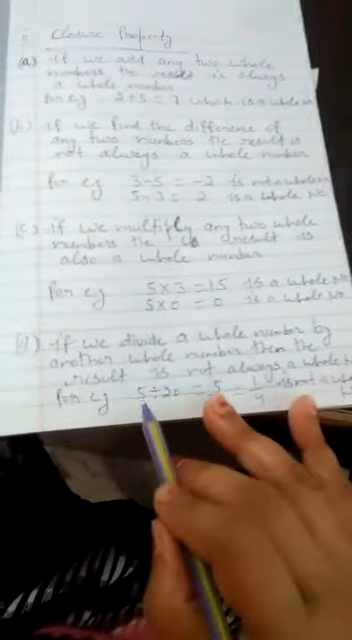 Closure Property
(a) If we add any two whole
numbers the result is always
a whole number
for eg 2+5 = 7 which is a whole
(b) If we find the difference of
any two numbers the result is
not always a whole number
for eg 3-5 = -2 is not a whole
5-3 = 2 is a whole No
(c) If we multiply any two whole
numbers the result is
also a whole number
for eg 5×3 = 15 is a whole No
5×0 = 0 is a whole No
(d) If we divide a whole number by
another whole number then the
result is not always a whole
for eg 5÷20 = 5 = 1/4 is not a